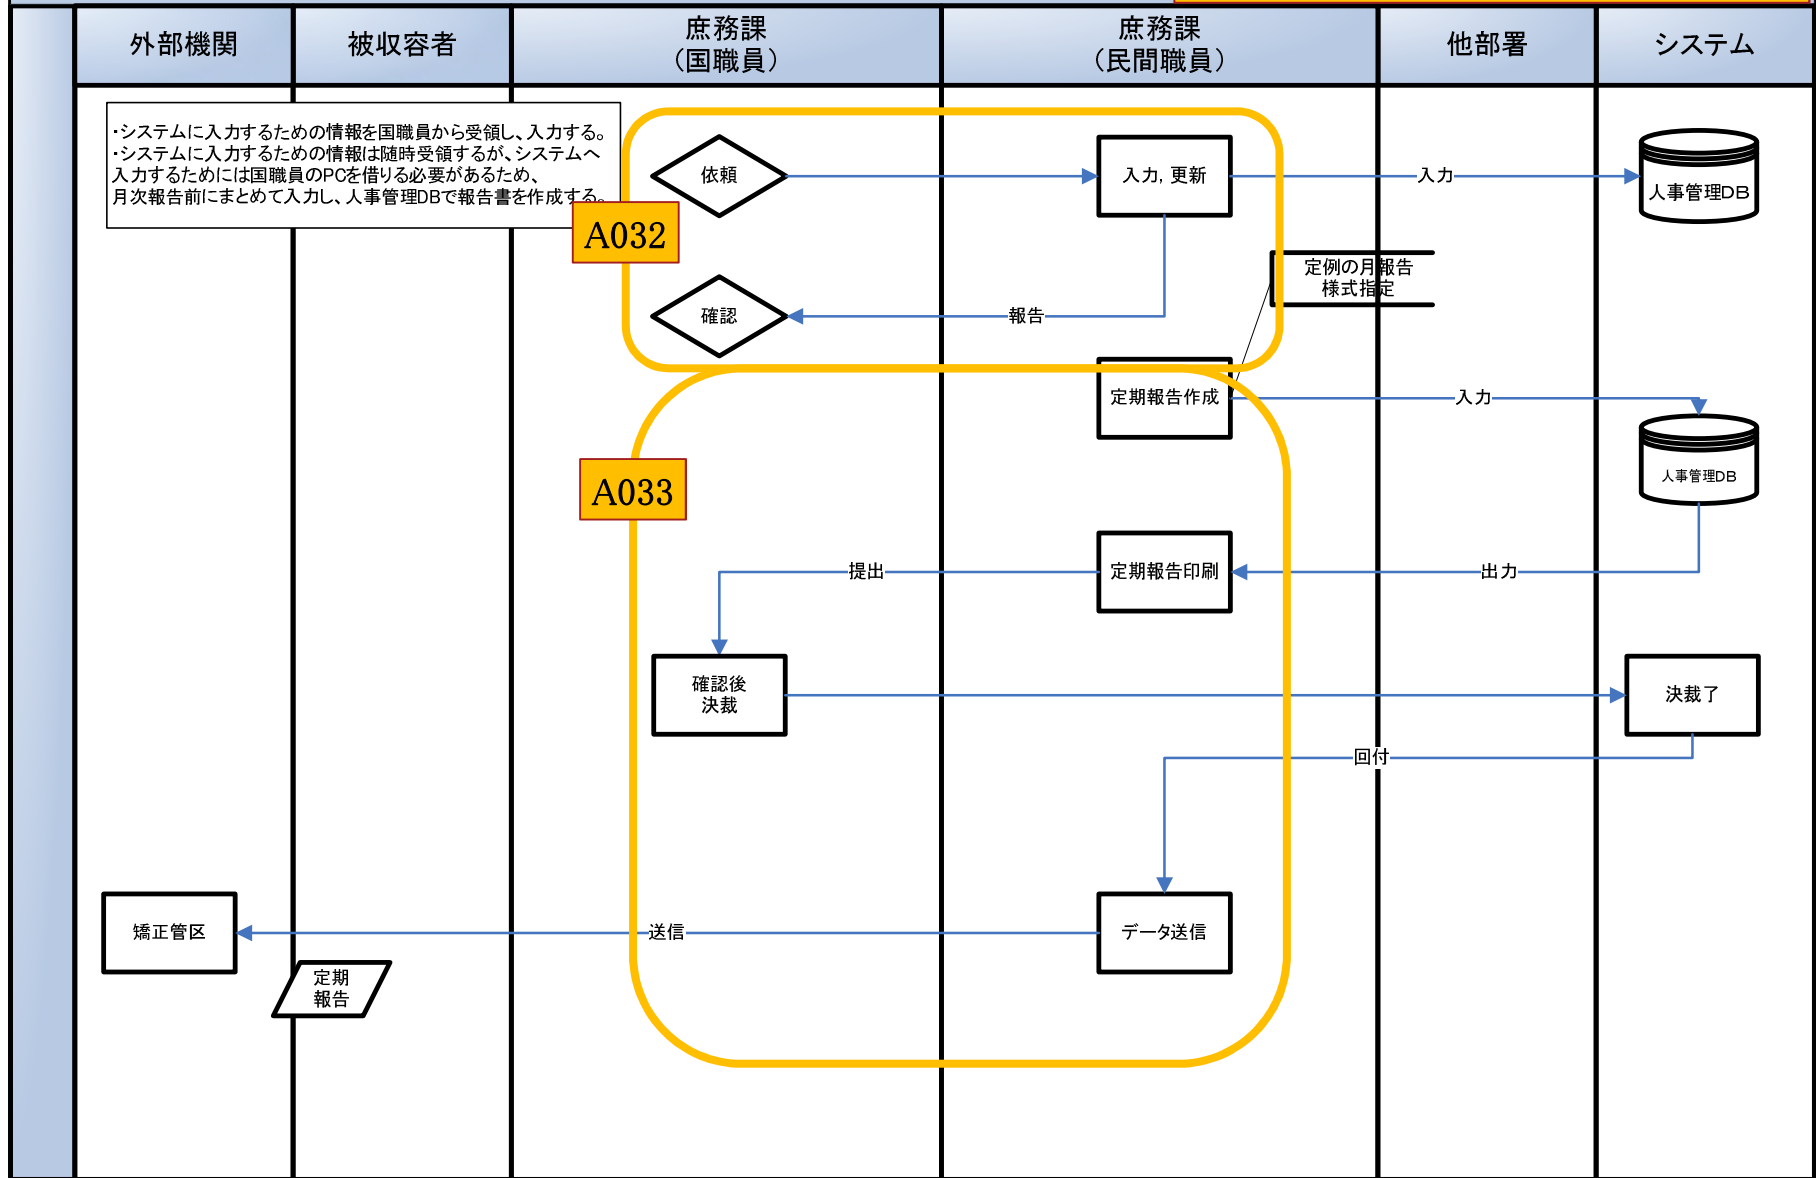 外部機関
被収容者
庶務課
（国職員）
庶務課
（民間職員）
他部署
システム
・システムに入力するための情報を国職員から受領し、入力する。
・システムに入力するための情報は随時受領するが、システムへ
入力するためには国職員のPCを借りる必要があるため、
月次報告前にまとめて入力し、人事管理DBで報告書を作成する。
依頼
入力，更新
入力
人事管理DB
A032
定例の月報告
様式指定
確認
報告
定期報告作成
入力
人事管理DB
A033
提出
定期報告印刷
出力
確認後
決裁
決裁了
回付
矯正管区
送信
データ送信
定期
報告